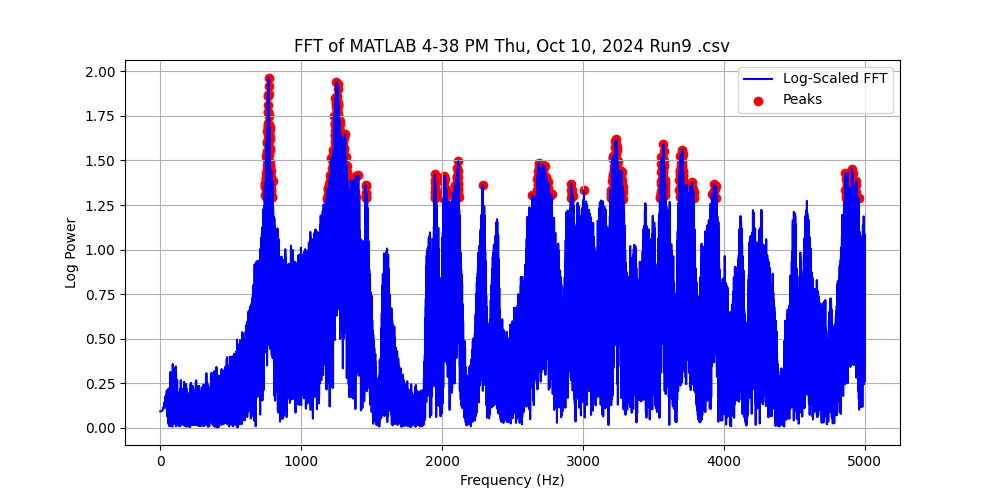 FFT of MATLAB 4-38 PM Thu, Oct 10, 2024 Run9 .csv
Log-Scaled FFT
Peaks
2.00
1.75
1.50
1.25
1.00
0.75
0.50
0.25
0.00
Log Power
0 1000 2000 3000 4000 5000
Frequency (Hz)